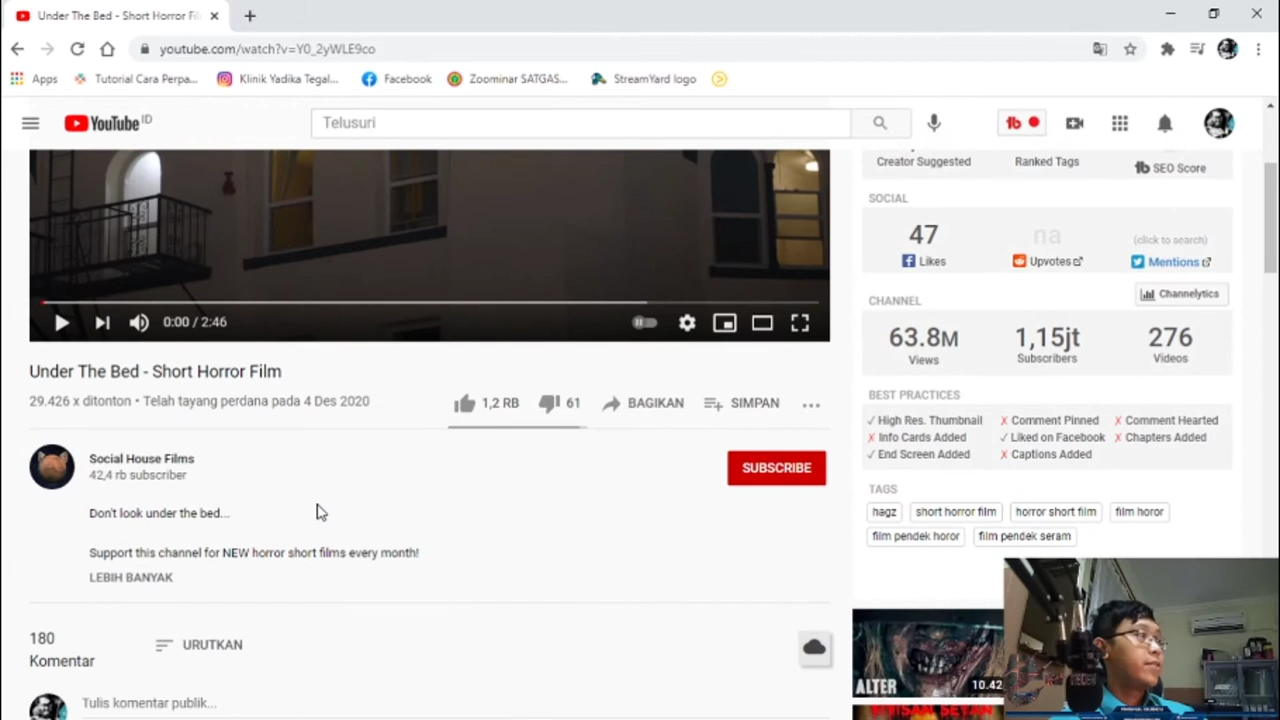 Under The Bed - Short Horror Fi
youtube.com/watch?v=Y0_2yWLE9co
Apps
Tutorial Cara Perpa...
Klinik Yadika Tegal...
Facebook
Zoominar SATGAS...
StreamYard logo
YouTube ID
Telusuri
Creator Suggested
Ranked Tags
SEO Score
SOCIAL
47
na
(click to search)
Likes
Upvotes
Mentions
CHANNEL
Channelytics
63.8M
1,15jt
276
Views
Subscribers
Videos
0:00 / 2:46
Under The Bed - Short Horror Film
29.426 x ditonton • Telah tayang perdana pada 4 Des 2020
1,2 RB
61
BAGIKAN
SIMPAN
...
BEST PRACTICES
✓ High Res. Thumbnail
✗ Comment Pinned
✗ Comment Hearted
✗ Info Cards Added
✓ Liked on Facebook
✗ Chapters Added
✓ End Screen Added
✗ Captions Added
Social House Films
42,4 rb subscriber
SUBSCRIBE
TAGS
hagz
short horror film
horror short film
film horor
film pendek horor
film pendek seram
Don't look under the bed...
Support this channel for NEW horror short films every month!
LEBIH BANYAK
180
Komentar
URUTKAN
Tulis komentar publik...
ALTER
10.42